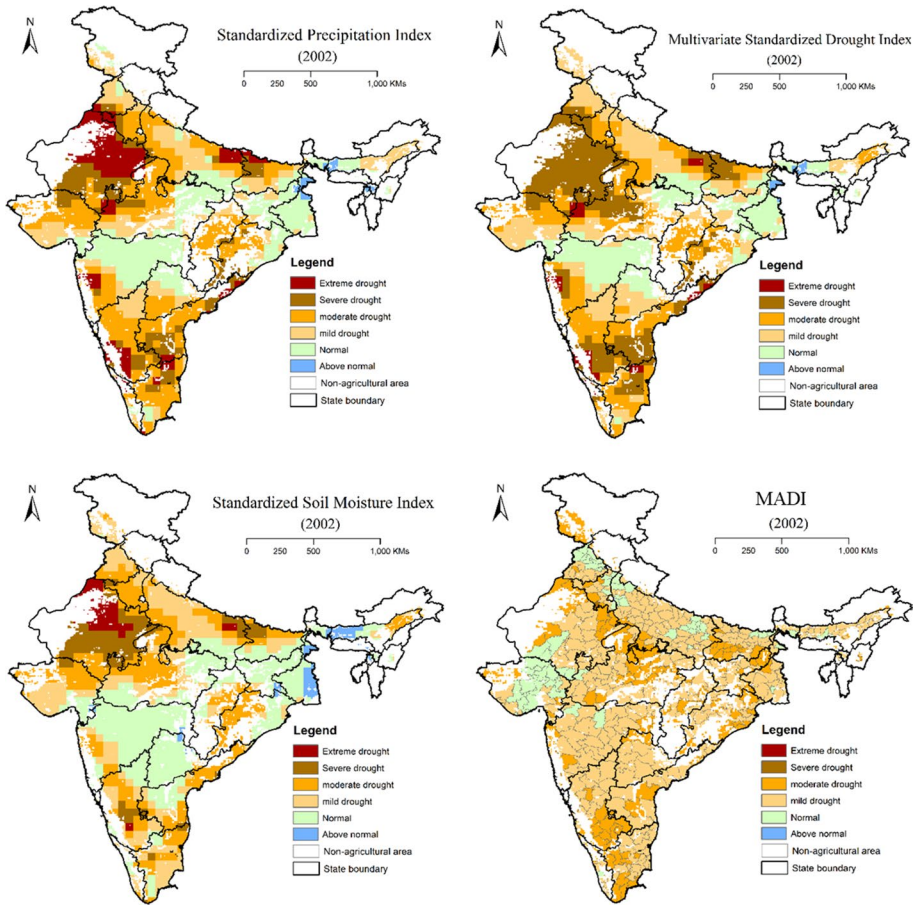 N
Standardized Precipitation Index
(2002)
0 250 500 1,000 KMs
Legend
Extreme drought
Severe drought
moderate drought
mild drought
Normal
Above normal
Non-agricultural area
State boundary
N
Multivariate Standardized Drought Index
(2002)
0 250 500 1,000 KMs
Legend
Extreme drought
Severe drought
moderate drought
mild drought
Normal
Above normal
Non-agricultural area
State boundary
N
Standardized Soil Moisture Index
(2002)
0 250 500 1,000 KMs
Legend
Extreme drought
Severe drought
moderate drought
mild drought
Normal
Above normal
Non-agricultural area
State boundary
N
MADI
(2002)
0 250 500 1,000 KMs
Legend
Extreme drought
Severe drought
moderate drought
mild drought
Normal
Above normal
Non-agricultural area
State boundary